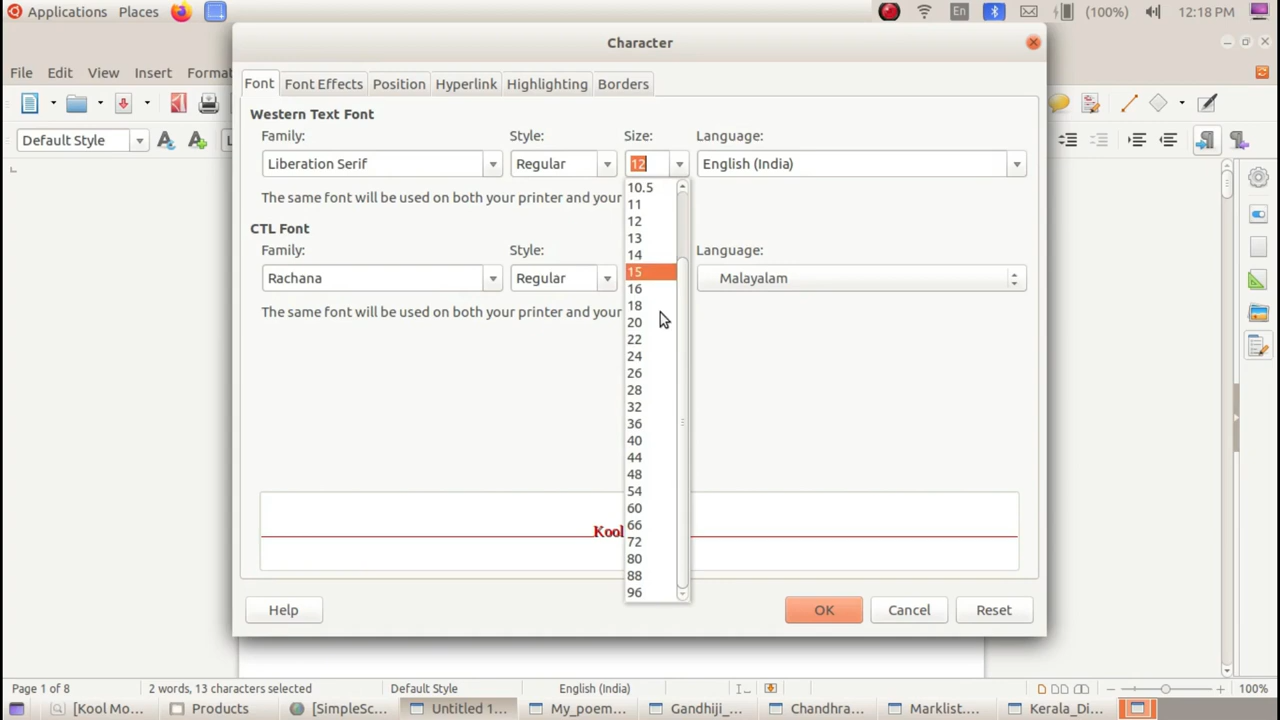 Applications Places En (100%) 12:18 PM
Character
File Edit View Insert Forma
Font Font Effects Position Hyperlink Highlighting Borders
Western Text Font
Family: Style: Size: Language:
Default Style L
Liberation Serif Regular 12 English (India)
The same font will be used on both your printer and your
CTL Font
Family: Style: Language:
Rachana Regular Malayalam
The same font will be used on both your printer and your
10.5
11
12
13
14
15
16
18
20
22
24
26
28
32
36
40
44
48
54
60
66
72
80
88
96
Kool
Help OK Cancel Reset
Page 1 of 8 2 words, 13 characters selected Default Style English (India) 100%
[Kool Mo... Products [SimpleSc... Untitled 1... My_poem... Gandhiji_... Chandhra... Marklist.... Kerala_Di...